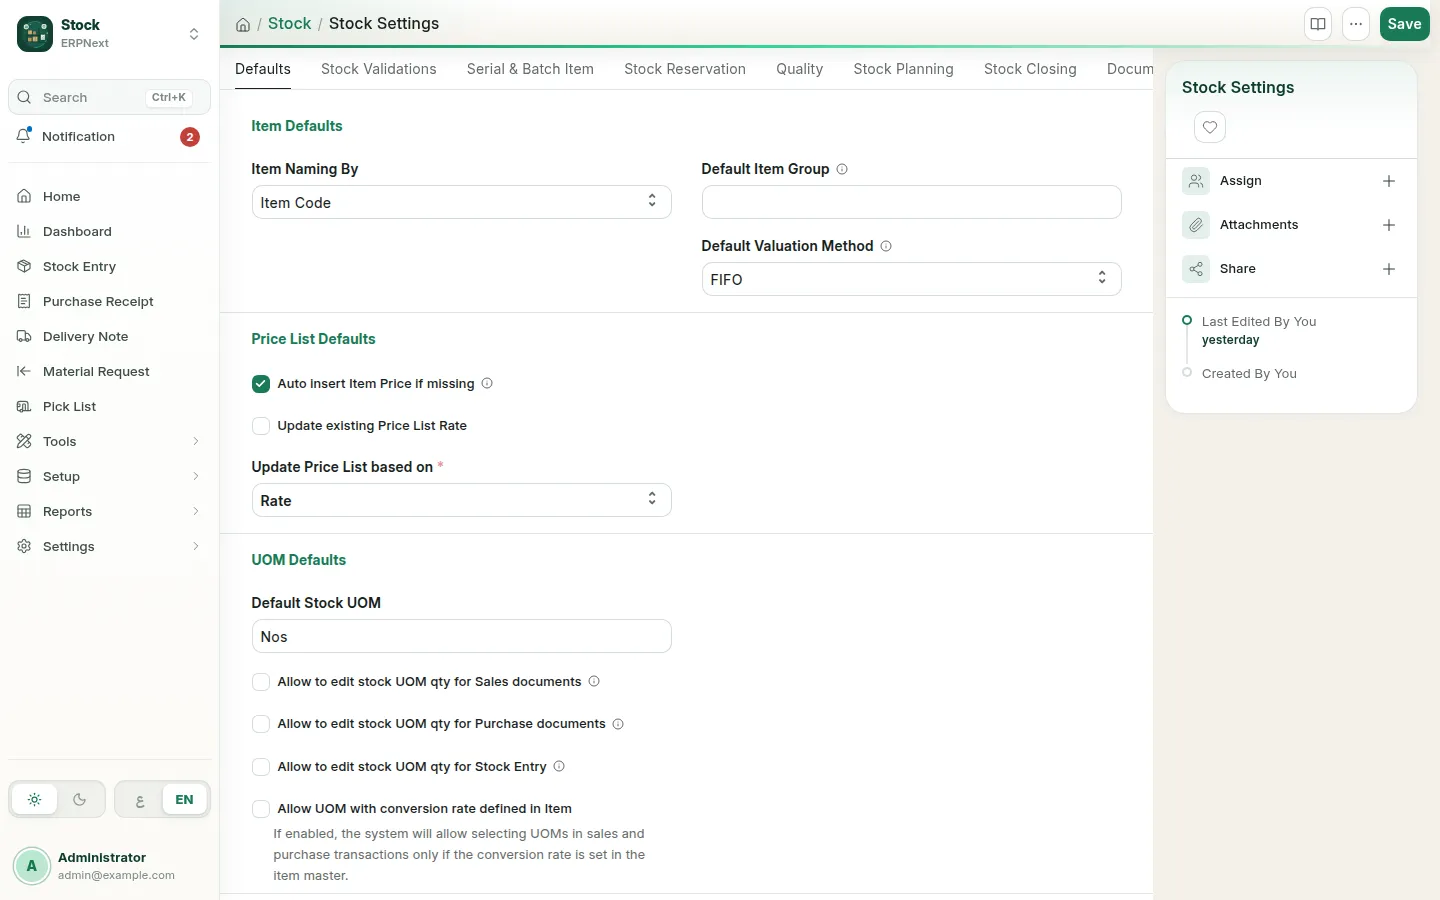 Stock
ERPNext
Search
Ctrl+K
Notification
2
Home
Dashboard
Stock Entry
Purchase Receipt
Delivery Note
Material Request
Pick List
Tools
Setup
Reports
Settings
ع
EN
A
Administrator
admin@example.com
/ Stock / Stock Settings
Save
Defaults
Stock Validations
Serial & Batch Item
Stock Reservation
Quality
Stock Planning
Stock Closing
Docum
Item Defaults
Item Naming By
Item Code
Default Item Group
Default Valuation Method
FIFO
Price List Defaults
Auto insert Item Price if missing
Update existing Price List Rate
Update Price List based on *
Rate
UOM Defaults
Default Stock UOM
Nos
Allow to edit stock UOM qty for Sales documents
Allow to edit stock UOM qty for Purchase documents
Allow to edit stock UOM qty for Stock Entry
Allow UOM with conversion rate defined in Item
If enabled, the system will allow selecting UOMs in sales and
purchase transactions only if the conversion rate is set in the
item master.
Stock Settings
Assign
Attachments
Share
Last Edited By You
yesterday
Created By You